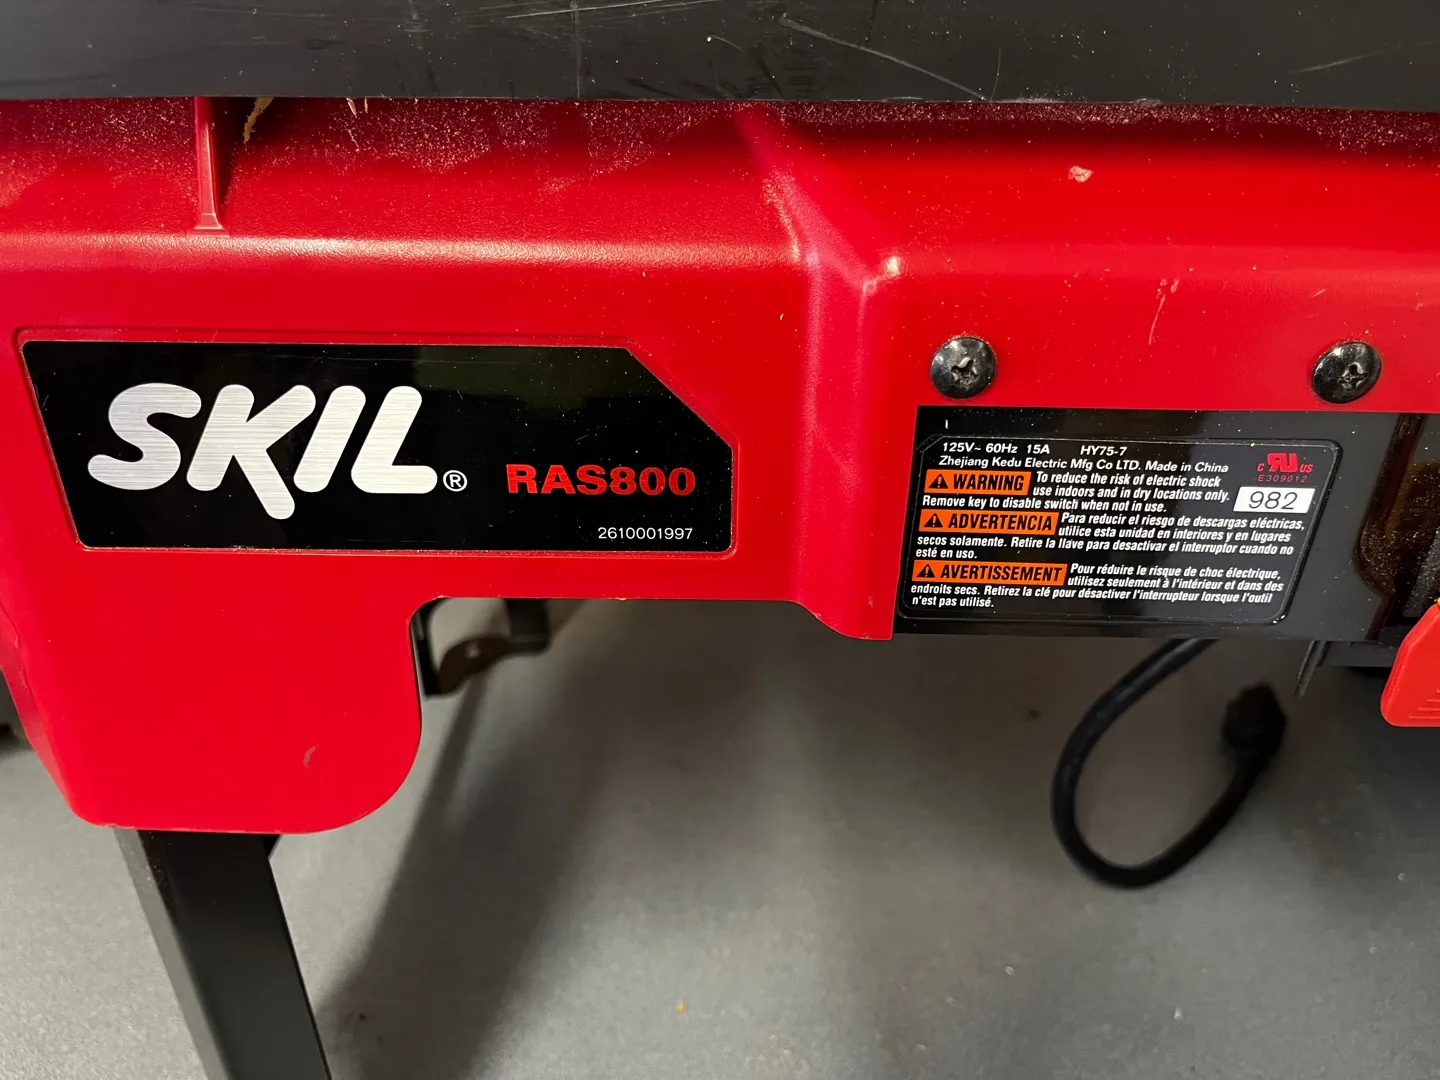 SKIL®
RAS800
2610001997
125V~ 60Hz 15A HY75-7
Zhejiang Kedu Electric Mfg Co LTD. Made in China
C RU US
E309012
982
WARNING To reduce the risk of electric shock
use indoors and in dry locations only.
Remove key to disable switch when not in use.
ADVERTENCIA Para reducir el riesgo de descargas eléctricas,
utilice esta unidad en interiores y en lugares
secos solamente. Retire la llave para desactivar el interruptor cuando no
esté en uso.
AVERTISSEMENT Pour réduire le risque de choc électrique,
utilisez seulement à l'intérieur et dans des
endroits secs. Retirez la clé pour désactiver l'interrupteur lorsque l'outil
n'est pas utilisé.